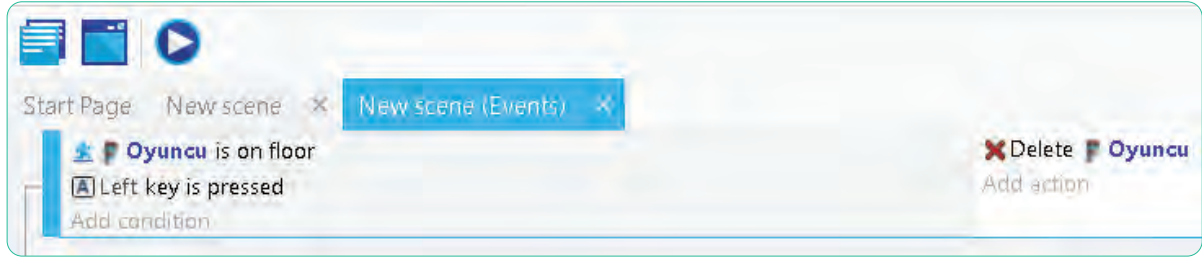 Start Page New scene × New scene (Events) ×
Oyuncu is on floor Delete Oyuncu
A Left key is pressed Add action
Add condition